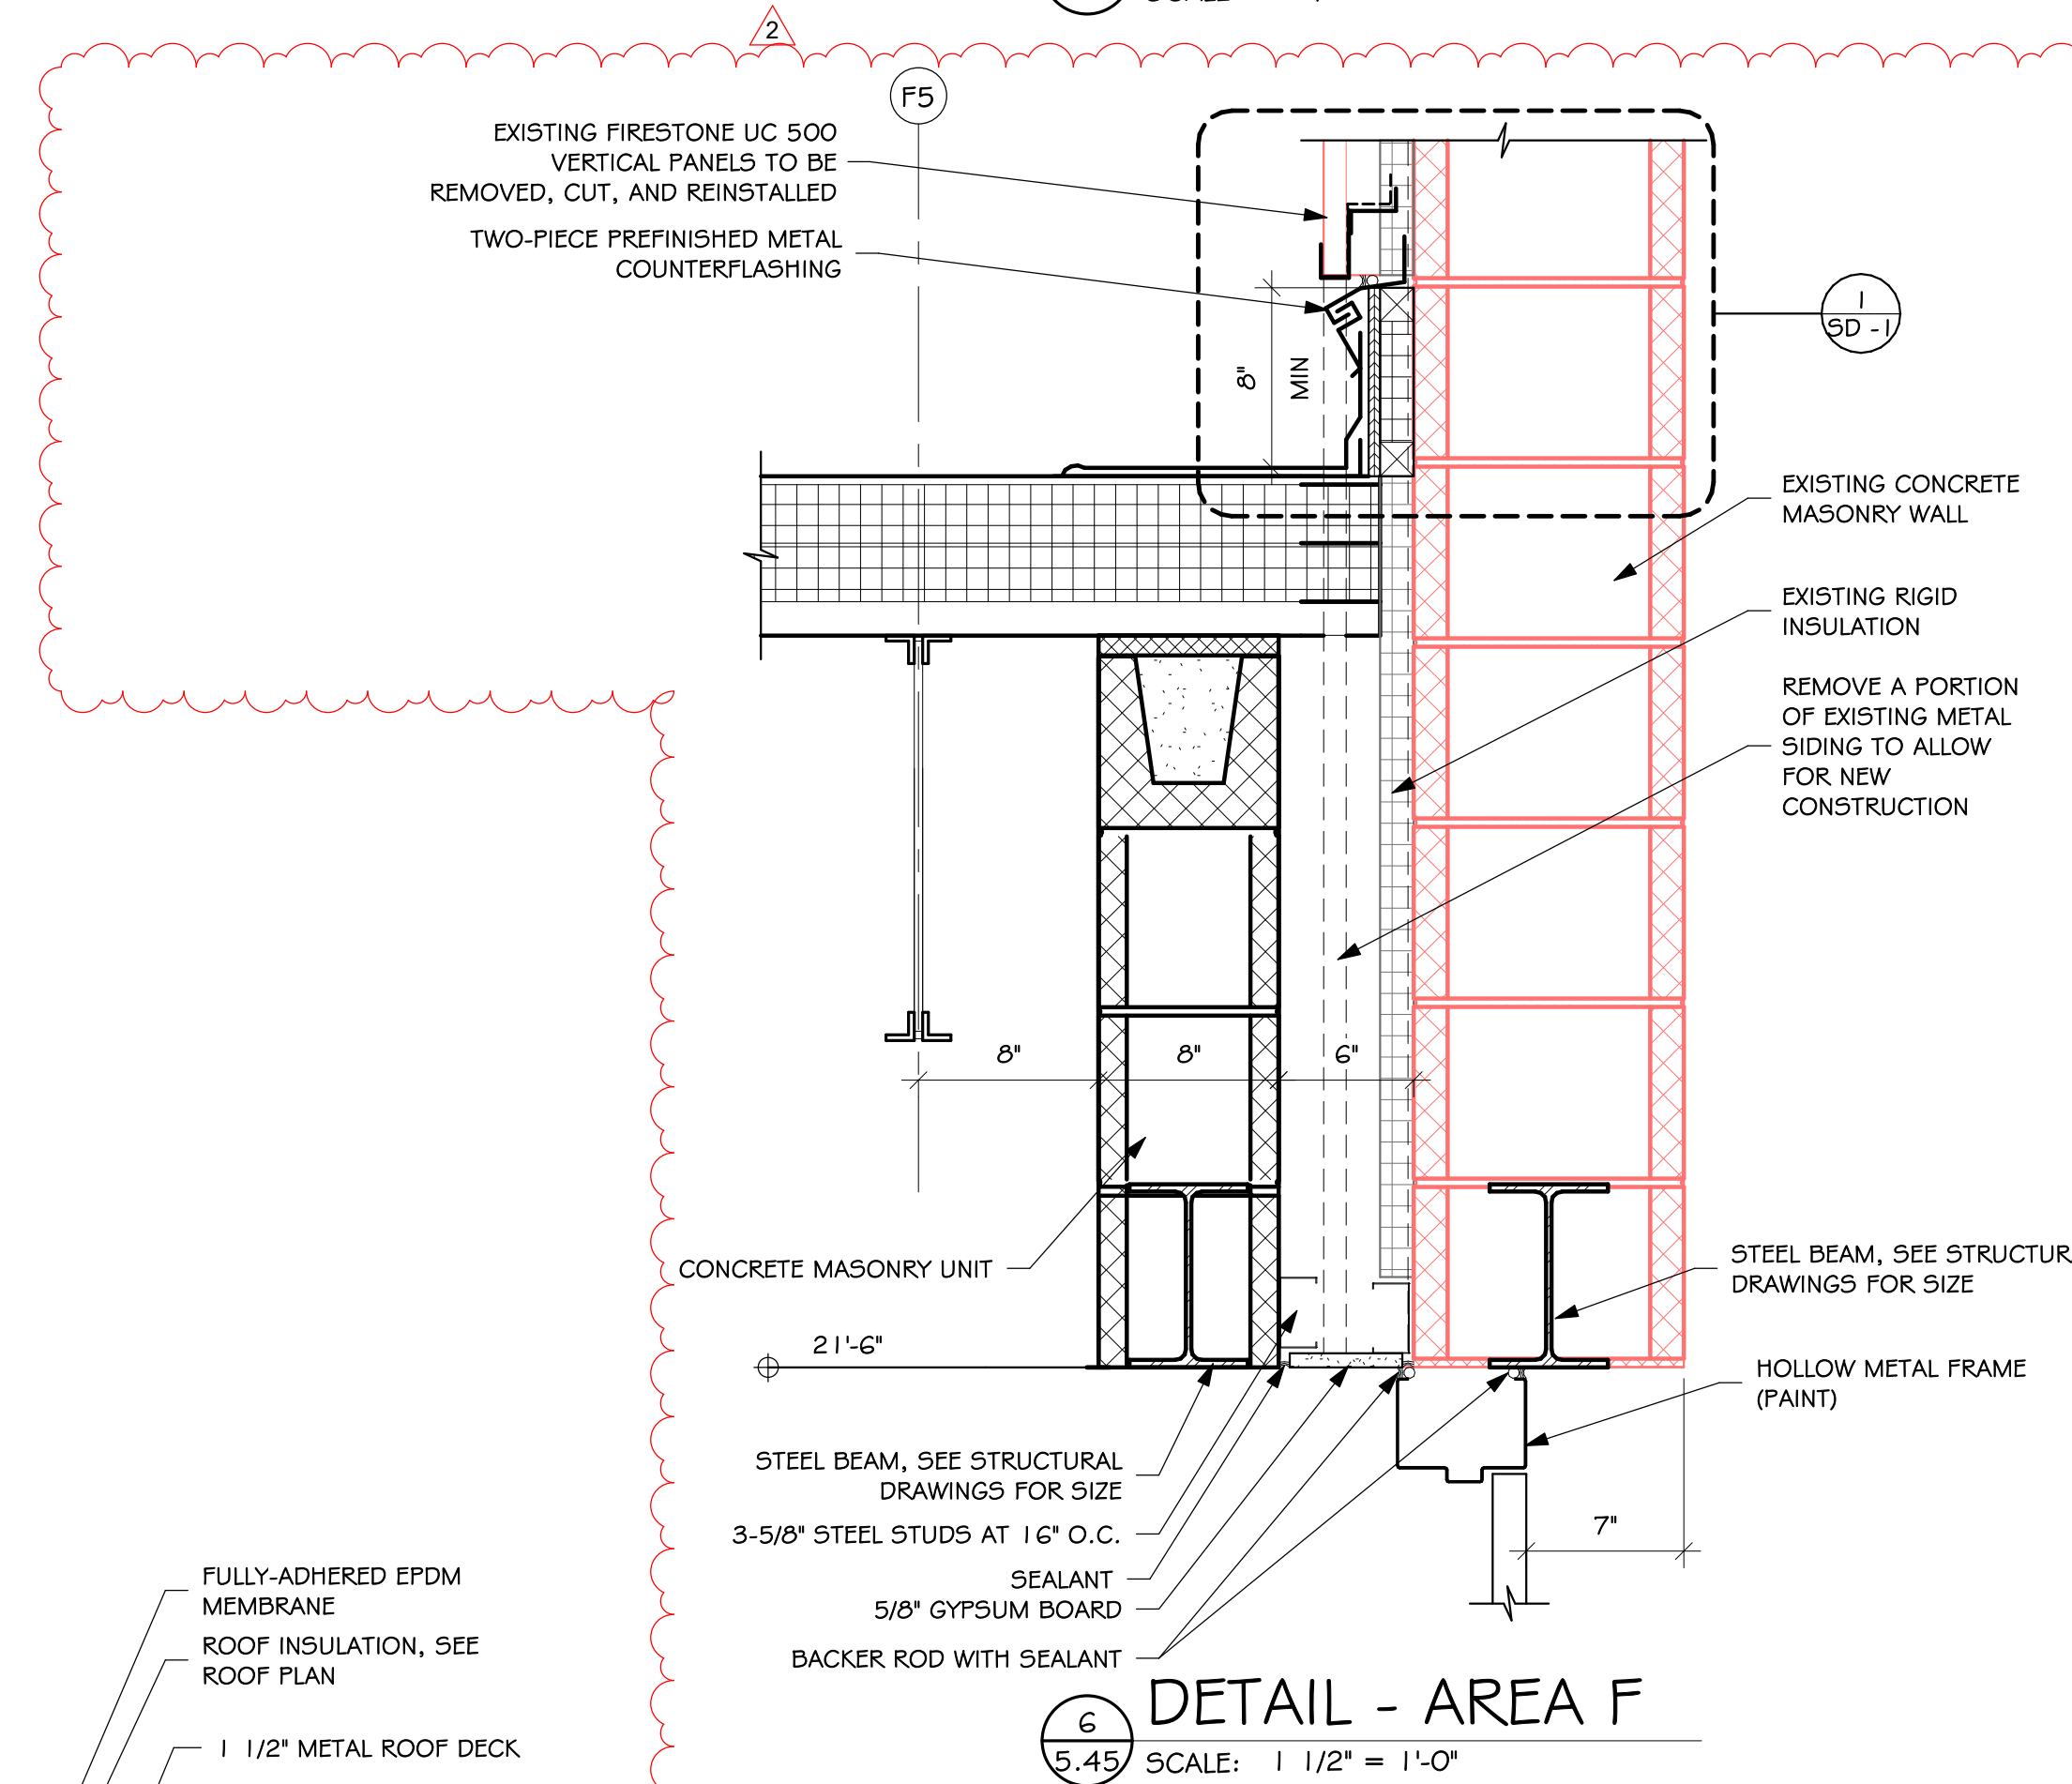 2
F5
EXISTING FIRESTONE UC 500
VERTICAL PANELS TO BE
REMOVED, CUT, AND REINSTALLED
TWO-PIECE PREFINISHED METAL
COUNTERFLASHING
1
SD -1
8"
MIN
EXISTING CONCRETE
MASONRY WALL
EXISTING RIGID
INSULATION
REMOVE A PORTION
OF EXISTING METAL
SIDING TO ALLOW
FOR NEW
CONSTRUCTION
8"
8"
6"
CONCRETE MASONRY UNIT
STEEL BEAM, SEE STRUCTUR
DRAWINGS FOR SIZE
21'-6"
HOLLOW METAL FRAME
(PAINT)
STEEL BEAM, SEE STRUCTURAL
DRAWINGS FOR SIZE
3-5/8" STEEL STUDS AT 16" O.C.
SEALANT
5/8" GYPSUM BOARD
BACKER ROD WITH SEALANT
7"
FULLY-ADHERED EPDM
MEMBRANE
ROOF INSULATION, SEE
ROOF PLAN
1 1/2" METAL ROOF DECK
6
5.45
DETAIL - AREA F
SCALE: 1 1/2" = 1'-0"